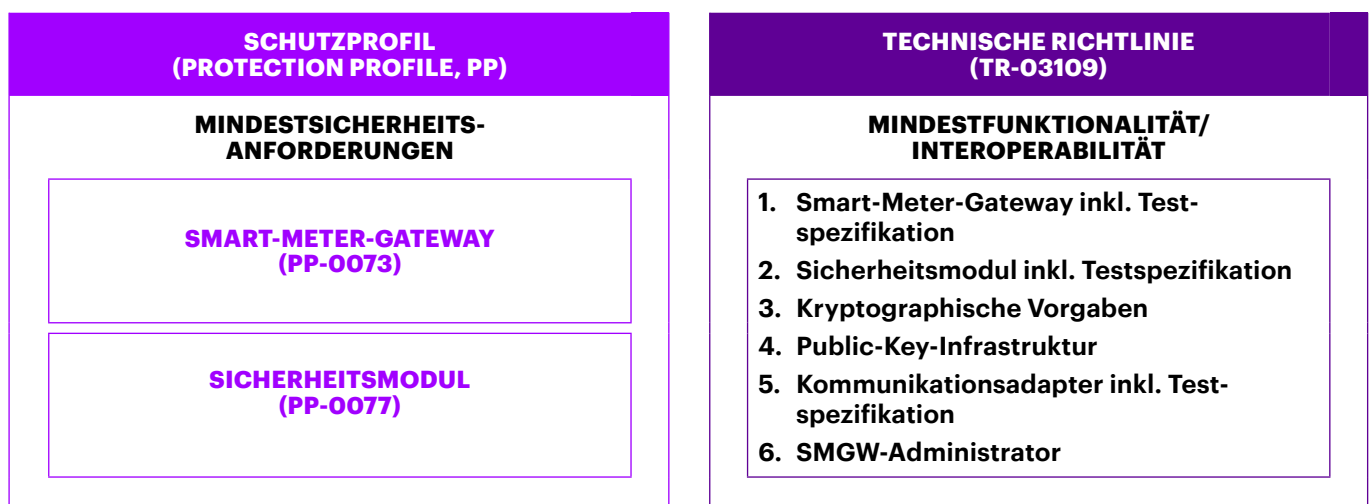 SCHUTZPROFIL
(PROTECTION PROFILE, PP)
MINDESTSICHERHEITS-
ANFORDERUNGEN
SMART-METER-GATEWAY
(PP-0073)
SICHERHEITSMODUL
(PP-0077)
TECHNISCHE RICHTLINIE
(TR-03109)
MINDESTFUNKTIONALITÄT/
INTEROPERABILITÄT
1. Smart-Meter-Gateway inkl. Test-
spezifikation
2. Sicherheitsmodul inkl. Testspezifikation
3. Kryptographische Vorgaben
4. Public-Key-Infrastruktur
5. Kommunikationsadapter inkl. Test-
spezifikation
6. SMGW-Administrator